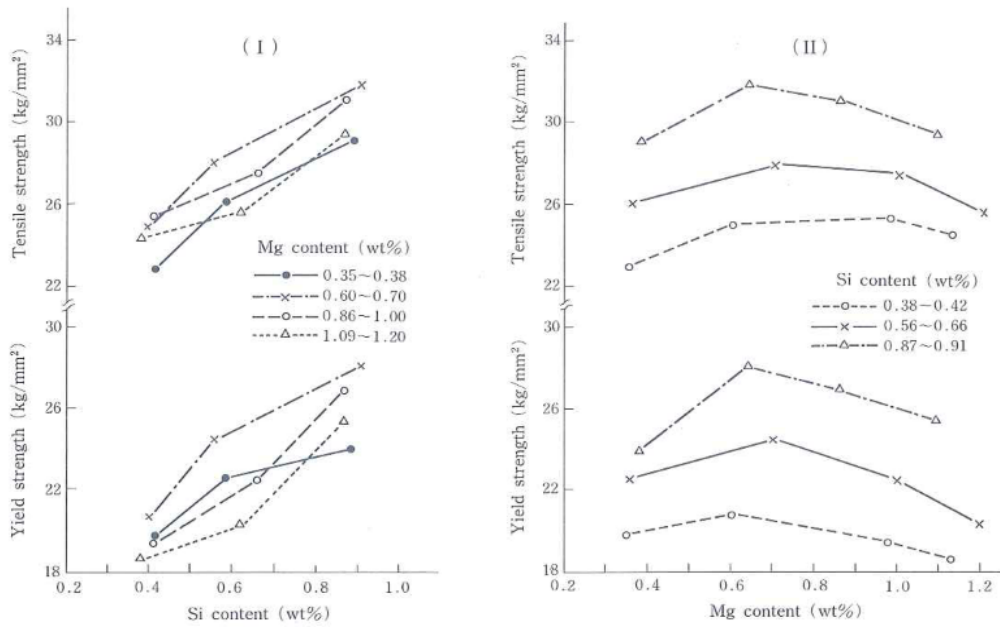 ( I )
Tensile strength (kg/mm²)
34
30
26
22
Mg content (wt%)
0.35~0.38
0.60~0.70
0.86~1.00
1.09~1.20
Yield strength (kg/mm²)
30
26
22
18
0.2 0.4 0.6 0.8 1.0
Si content (wt%)
(II)
Tensile strength (kg/mm²)
34
30
26
22
Si content (wt%)
0.38~0.42
0.56~0.66
0.87~0.91
Yield strength (kg/mm²)
30
26
22
18
0.2 0.4 0.6 0.8 1.0 1.2
Mg content (wt%)